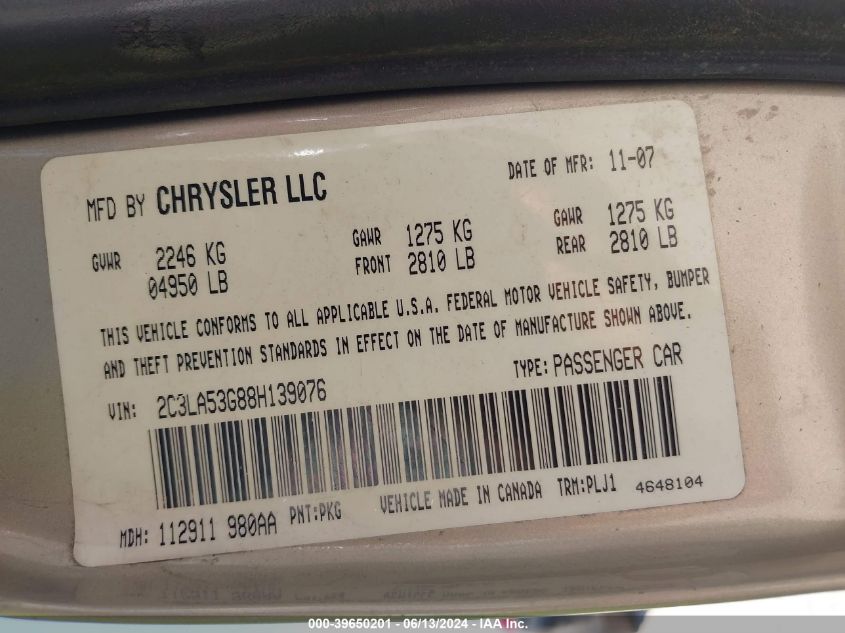 MFD BY CHRYSLER LLC DATE OF MFR: 11-07
GVWR 2246 KG GAWR 1275 KG GAWR 1275 KG
04950 LB FRONT 2810 LB REAR 2810 LB
THIS VEHICLE CONFORMS TO ALL APPLICABLE U.S.A. FEDERAL MOTOR VEHICLE SAFETY, BUMPER
AND THEFT PREVENTION STANDARDS IN EFFECT ON THE DATE OF MANUFACTURE SHOWN ABOVE.
VIN: 2C3LA53G88H139076 TYPE: PASSENGER CAR
MDH: 112911 980AA PNT:PKG VEHICLE MADE IN CANADA TRM:PLJ1 4648104
000-39650201 - 06/13/2024 - IAA Inc.